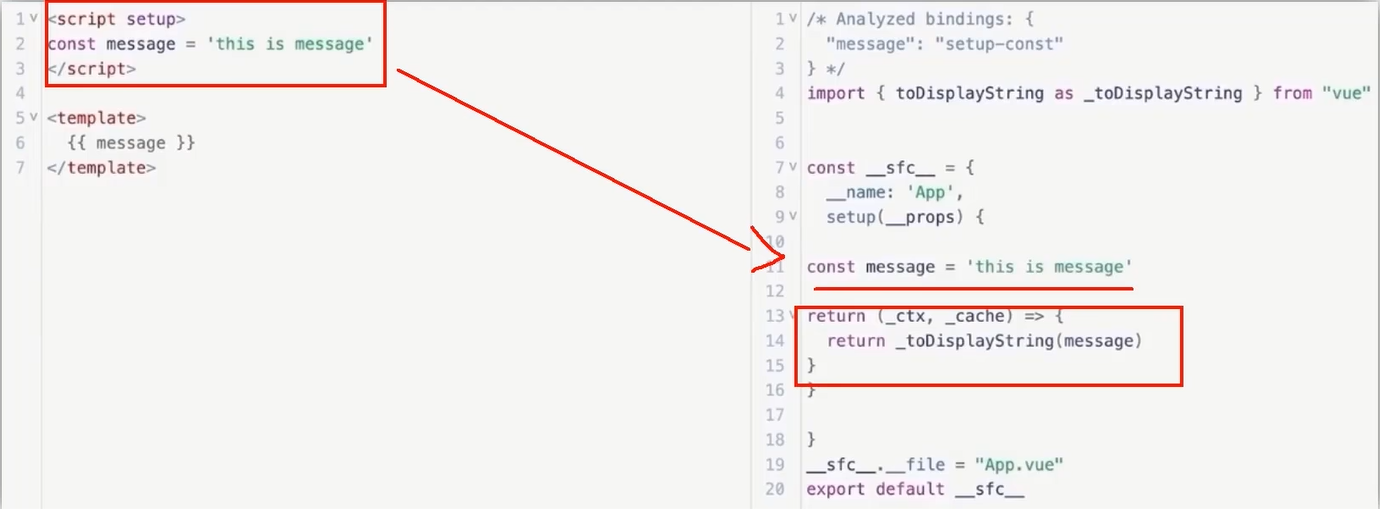 1 <script setup>
2 const message = 'this is message'
3 </script>
4
5 <template>
6 {{ message }}
7 </template>
1 /* Analyzed bindings: {
2 "message": "setup-const"
3 } */
4 import { toDisplayString as _toDisplayString } from "vue"
5
6
7 const __sfc__ = {
8 __name: 'App',
9 setup(__props) {
10
11 const message = 'this is message'
12
13 return (_ctx, _cache) => {
14 return _toDisplayString(message)
15 }
16 }
17
18 }
19 __sfc__.__file = "App.vue"
20 export default __sfc__